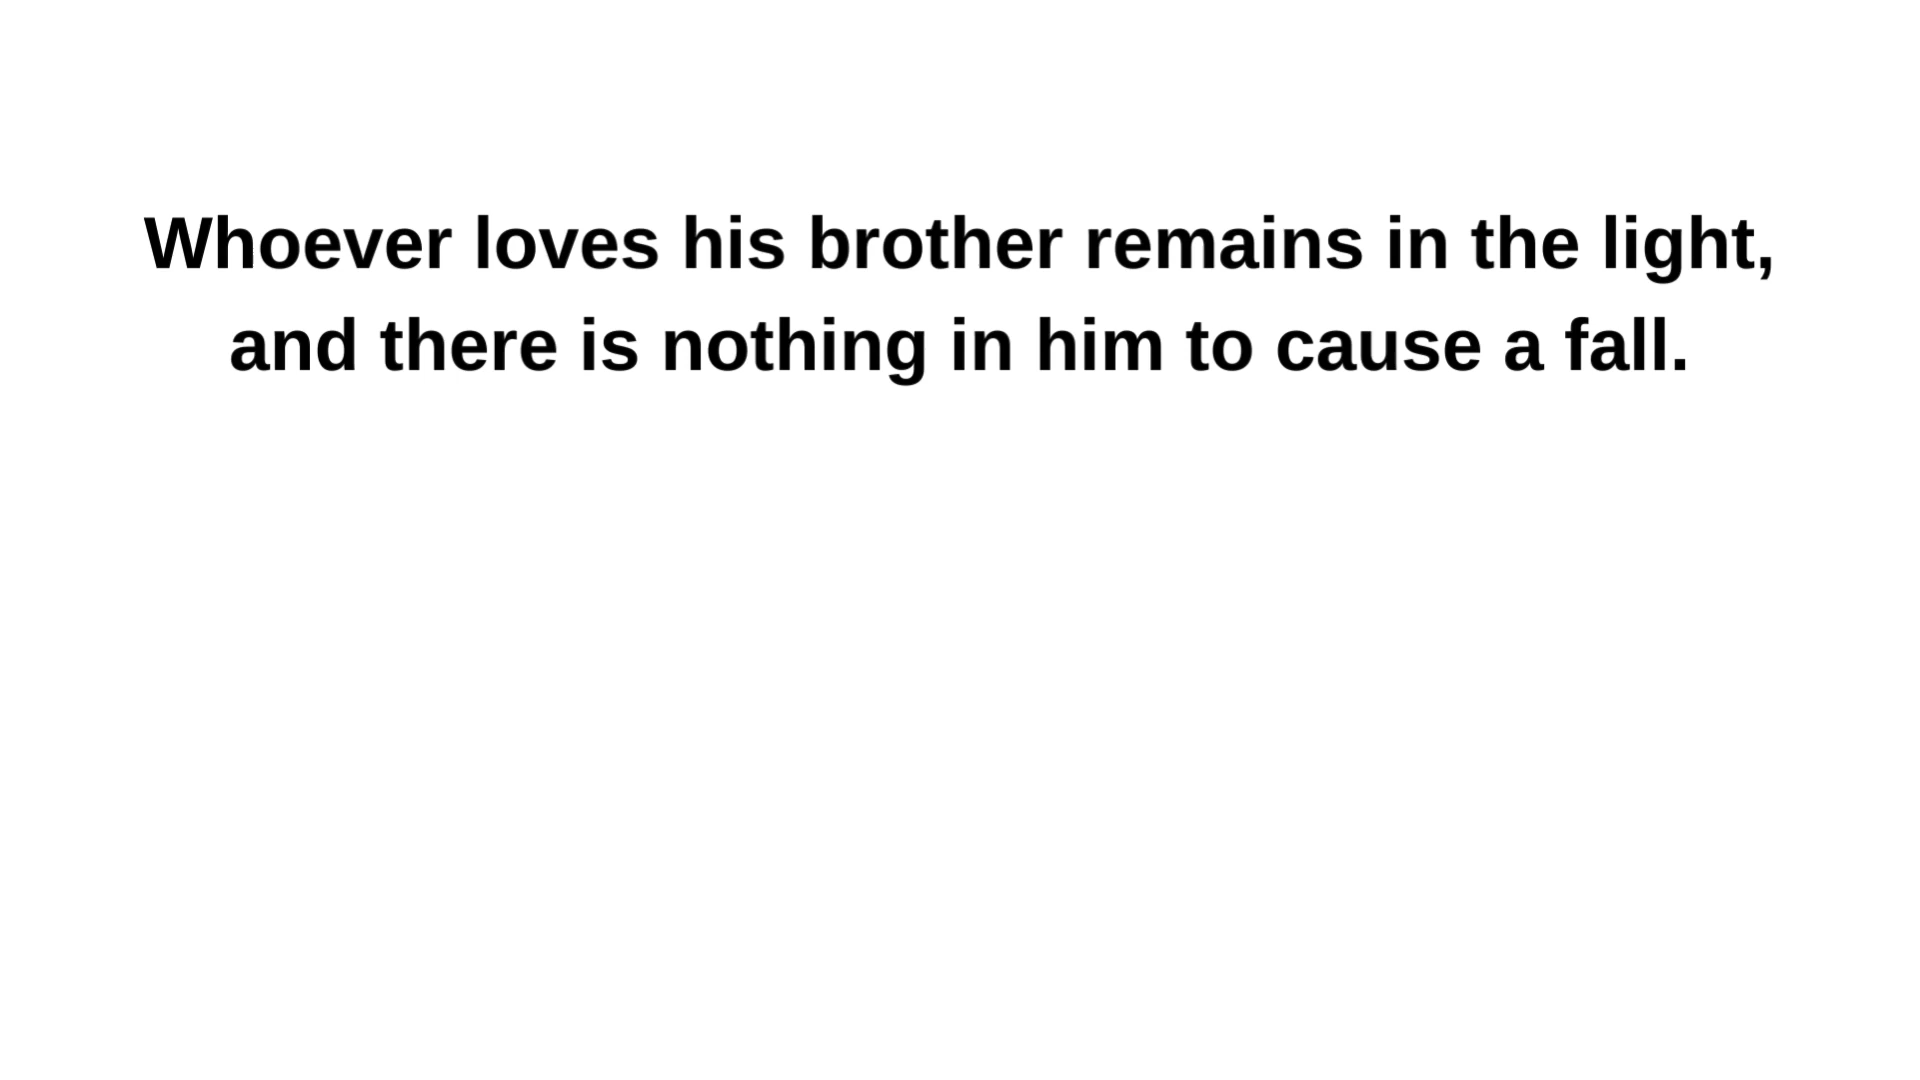 Whoever loves his brother remains in the light,
and there is nothing in him to cause a fall.